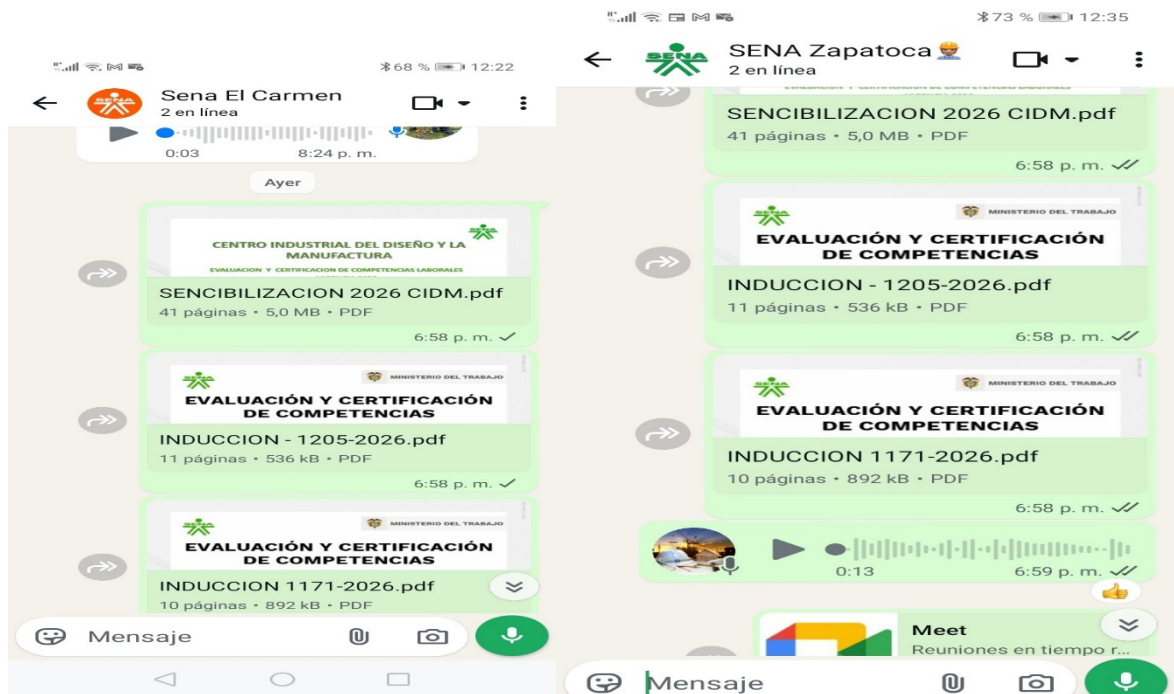 68 % 12:22
Sena El Carmen
2 en línea
0:03 8:24 p. m.
Ayer
SENA
CENTRO INDUSTRIAL DEL DISEÑO Y LA
MANUFACTURA
EVALUACION Y CERTIFICACION DE COMPETENCIAS LABORALES
SENCIBILIZACION 2026 CIDM.pdf
41 páginas • 5,0 MB • PDF
6:58 p. m.
SENA
MINISTERIO DEL TRABAJO
EVALUACIÓN Y CERTIFICACIÓN
DE COMPETENCIAS
INDUCCION - 1205-2026.pdf
11 páginas • 536 kB • PDF
6:58 p. m.
SENA
MINISTERIO DEL TRABAJO
EVALUACIÓN Y CERTIFICACIÓN
DE COMPETENCIAS
INDUCCION 1171-2026.pdf
10 páginas • 892 kB • PDF
Mensaje
73 % 12:35
SENA
SENA Zapatoca
2 en línea
SENCIBILIZACION 2026 CIDM.pdf
41 páginas • 5,0 MB • PDF
6:58 p. m.
SENA
MINISTERIO DEL TRABAJO
EVALUACIÓN Y CERTIFICACIÓN
DE COMPETENCIAS
INDUCCION - 1205-2026.pdf
11 páginas • 536 kB • PDF
6:58 p. m.
SENA
MINISTERIO DEL TRABAJO
EVALUACIÓN Y CERTIFICACIÓN
DE COMPETENCIAS
INDUCCION 1171-2026.pdf
10 páginas • 892 kB • PDF
6:58 p. m.
0:13 6:59 p. m.
Meet
Reuniones en tiempo r...
Mensaje